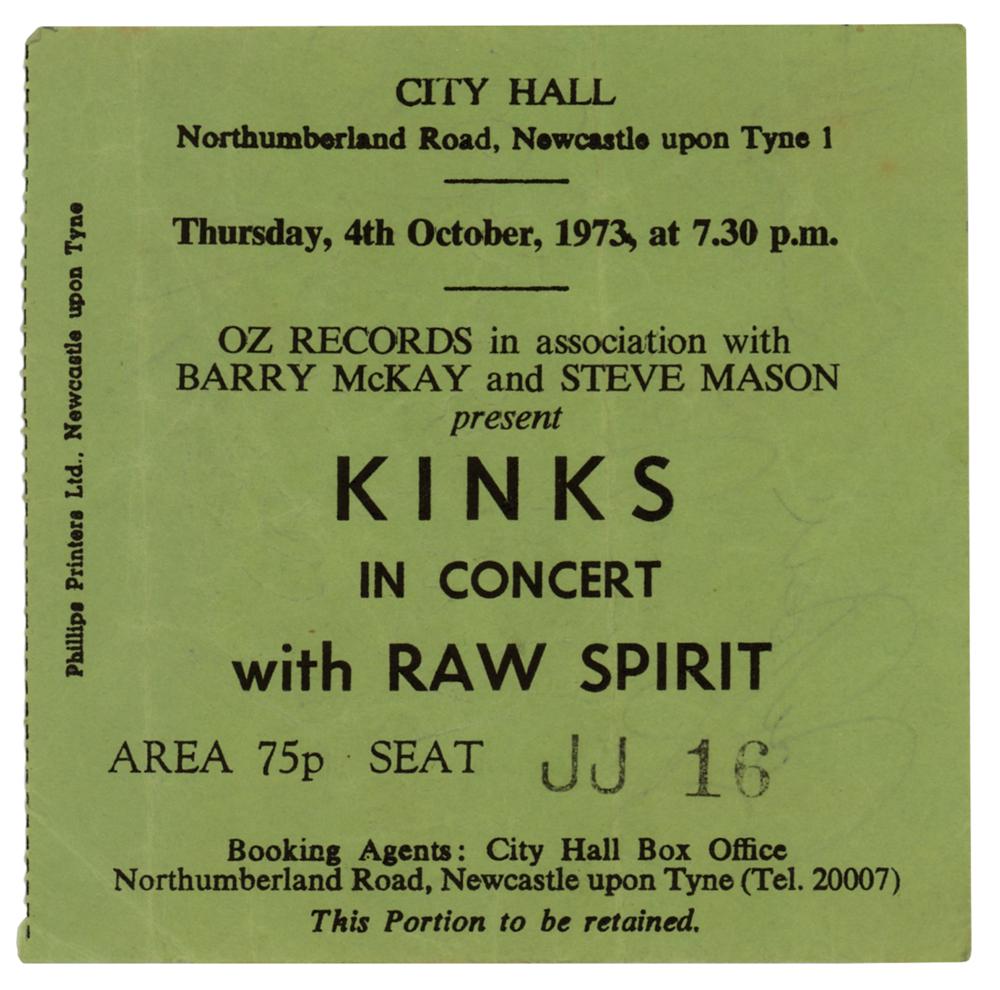 CITY HALL
Northumberland Road, Newcastle upon Tyne 1
Thursday, 4th October, 1973, at 7.30 p.m.
OZ RECORDS in association with
BARRY McKAY and STEVE MASON
present
KINKS
IN CONCERT
with RAW SPIRIT
AREA 75p SEAT JJ 16
Booking Agents: City Hall Box Office
Northumberland Road, Newcastle upon Tyne (Tel. 20007)
This Portion to be retained.
Phillips Printers Ltd., Newcastle upon Tyne